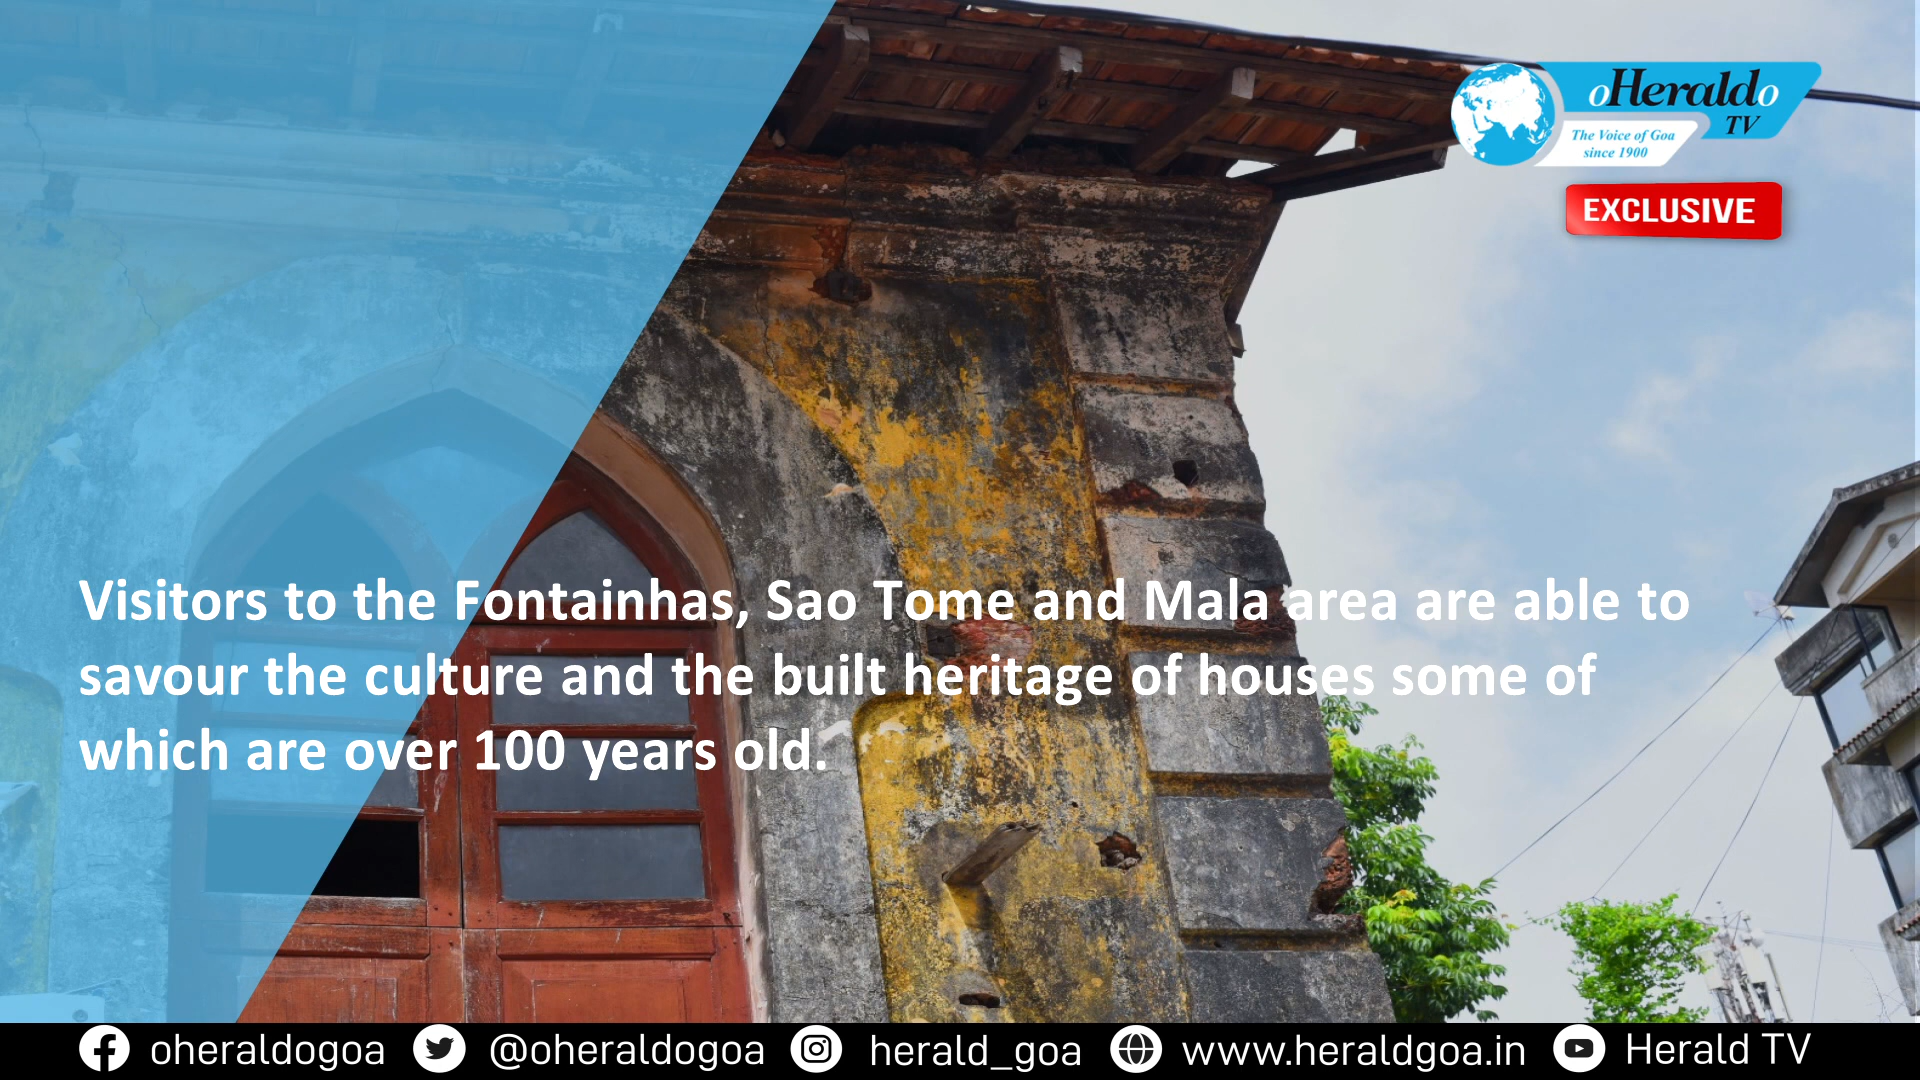 oHeraldo
TV
The Voice of Goa
since 1900
EXCLUSIVE
Visitors to the Fontainhas, Sao Tome and Mala area are able to
savour the culture and the built heritage of houses some of
which are over 100 years old.
oheraldogoa @oheraldogoa herald_goa www.heraldgoa.in Herald TV